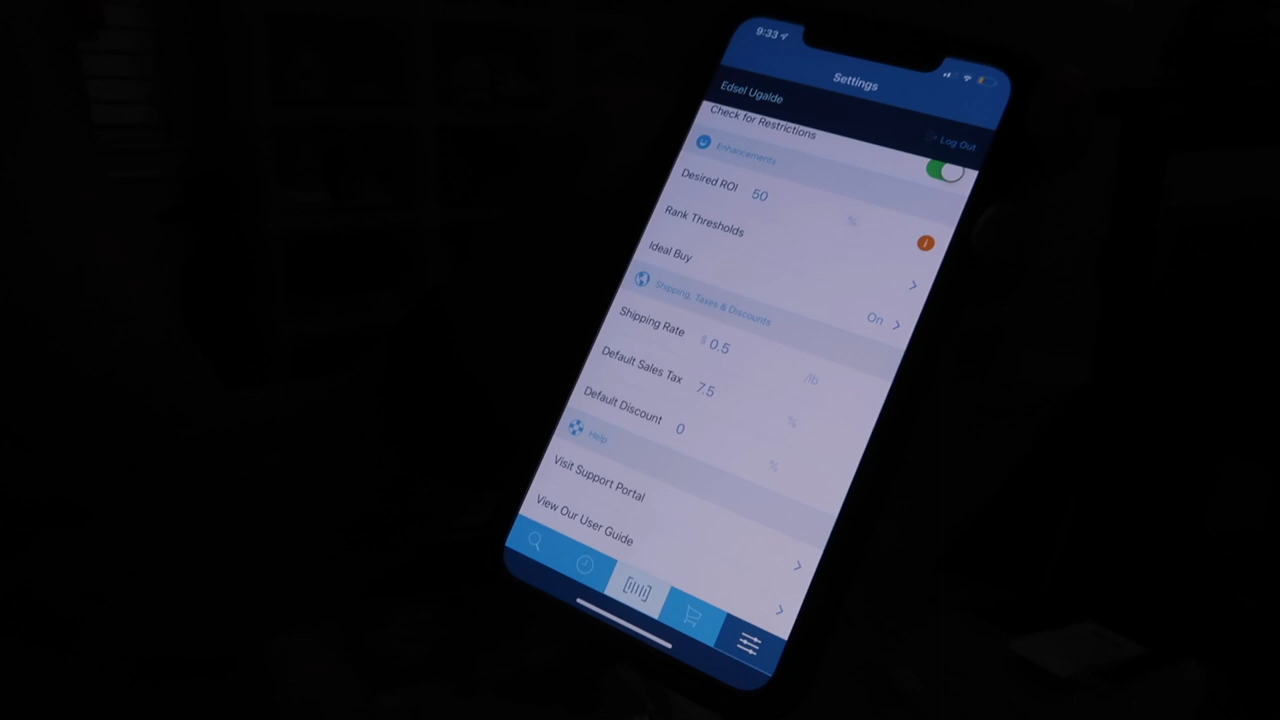 9:33
Settings
Edsel Ugalde
Log Out
Check for Restrictions
Enhancements
Desired ROI 50 %
Rank Thresholds
Ideal Buy On
Shipping, Taxes & Discounts
Shipping Rate $ 0.5 /lb
Default Sales Tax 7.5 %
Default Discount 0 %
Help
Visit Support Portal
View Our User Guide